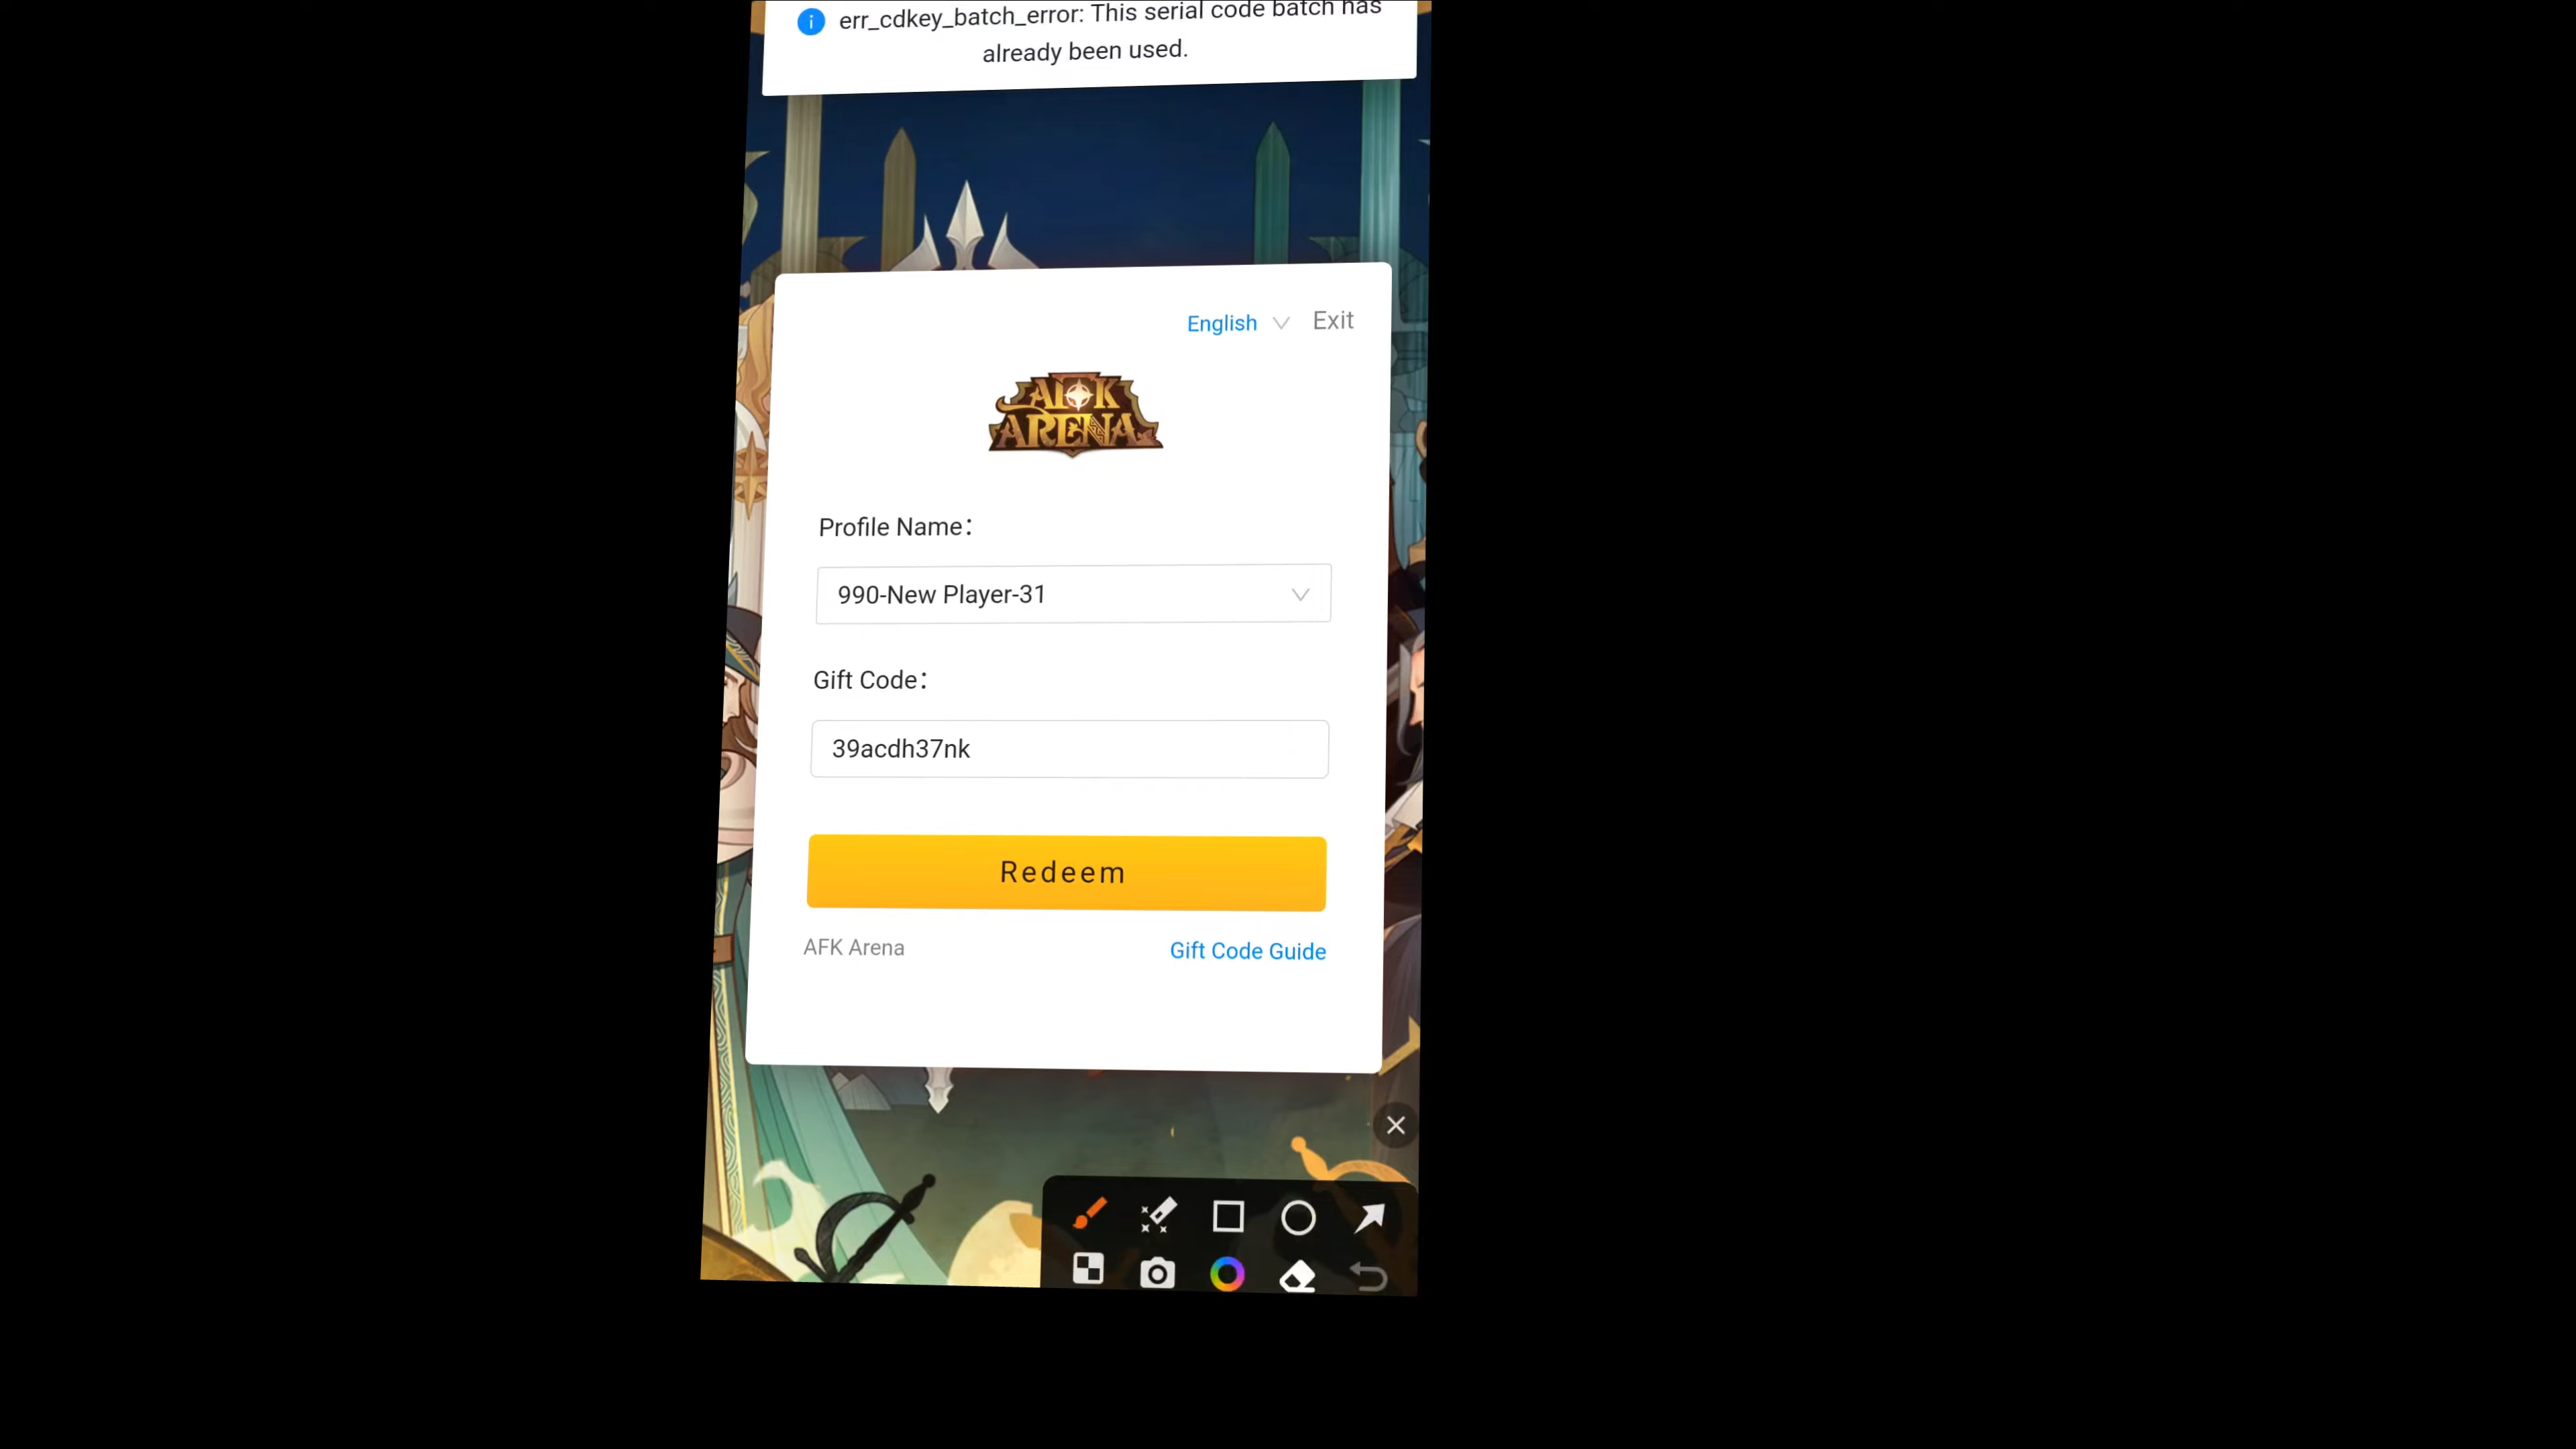 err_cdkey_batch_error: This serial code batch has
already been used.
English Exit
AFK
ARENA
Profile Name:
990-New Player-31
Gift Code:
39acdh37nk
Redeem
AFK Arena Gift Code Guide